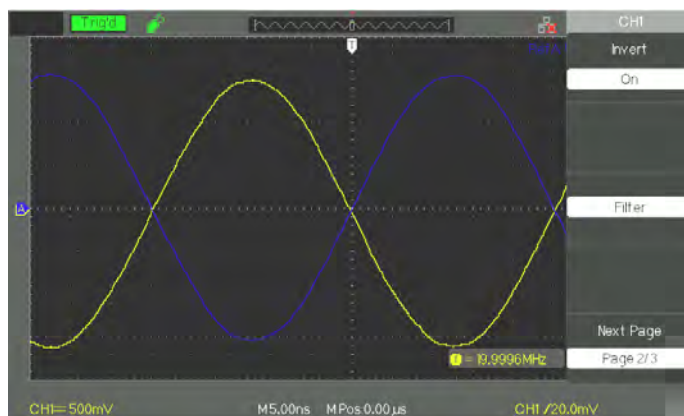 Trig'd
CH1
T
Invert
On
A
Filter
Next Page
T = 19.9996MHz
Page 2/3
CH1= 500mV
M5.00ns
MPos:0.00µs
CH1 /20.0mV